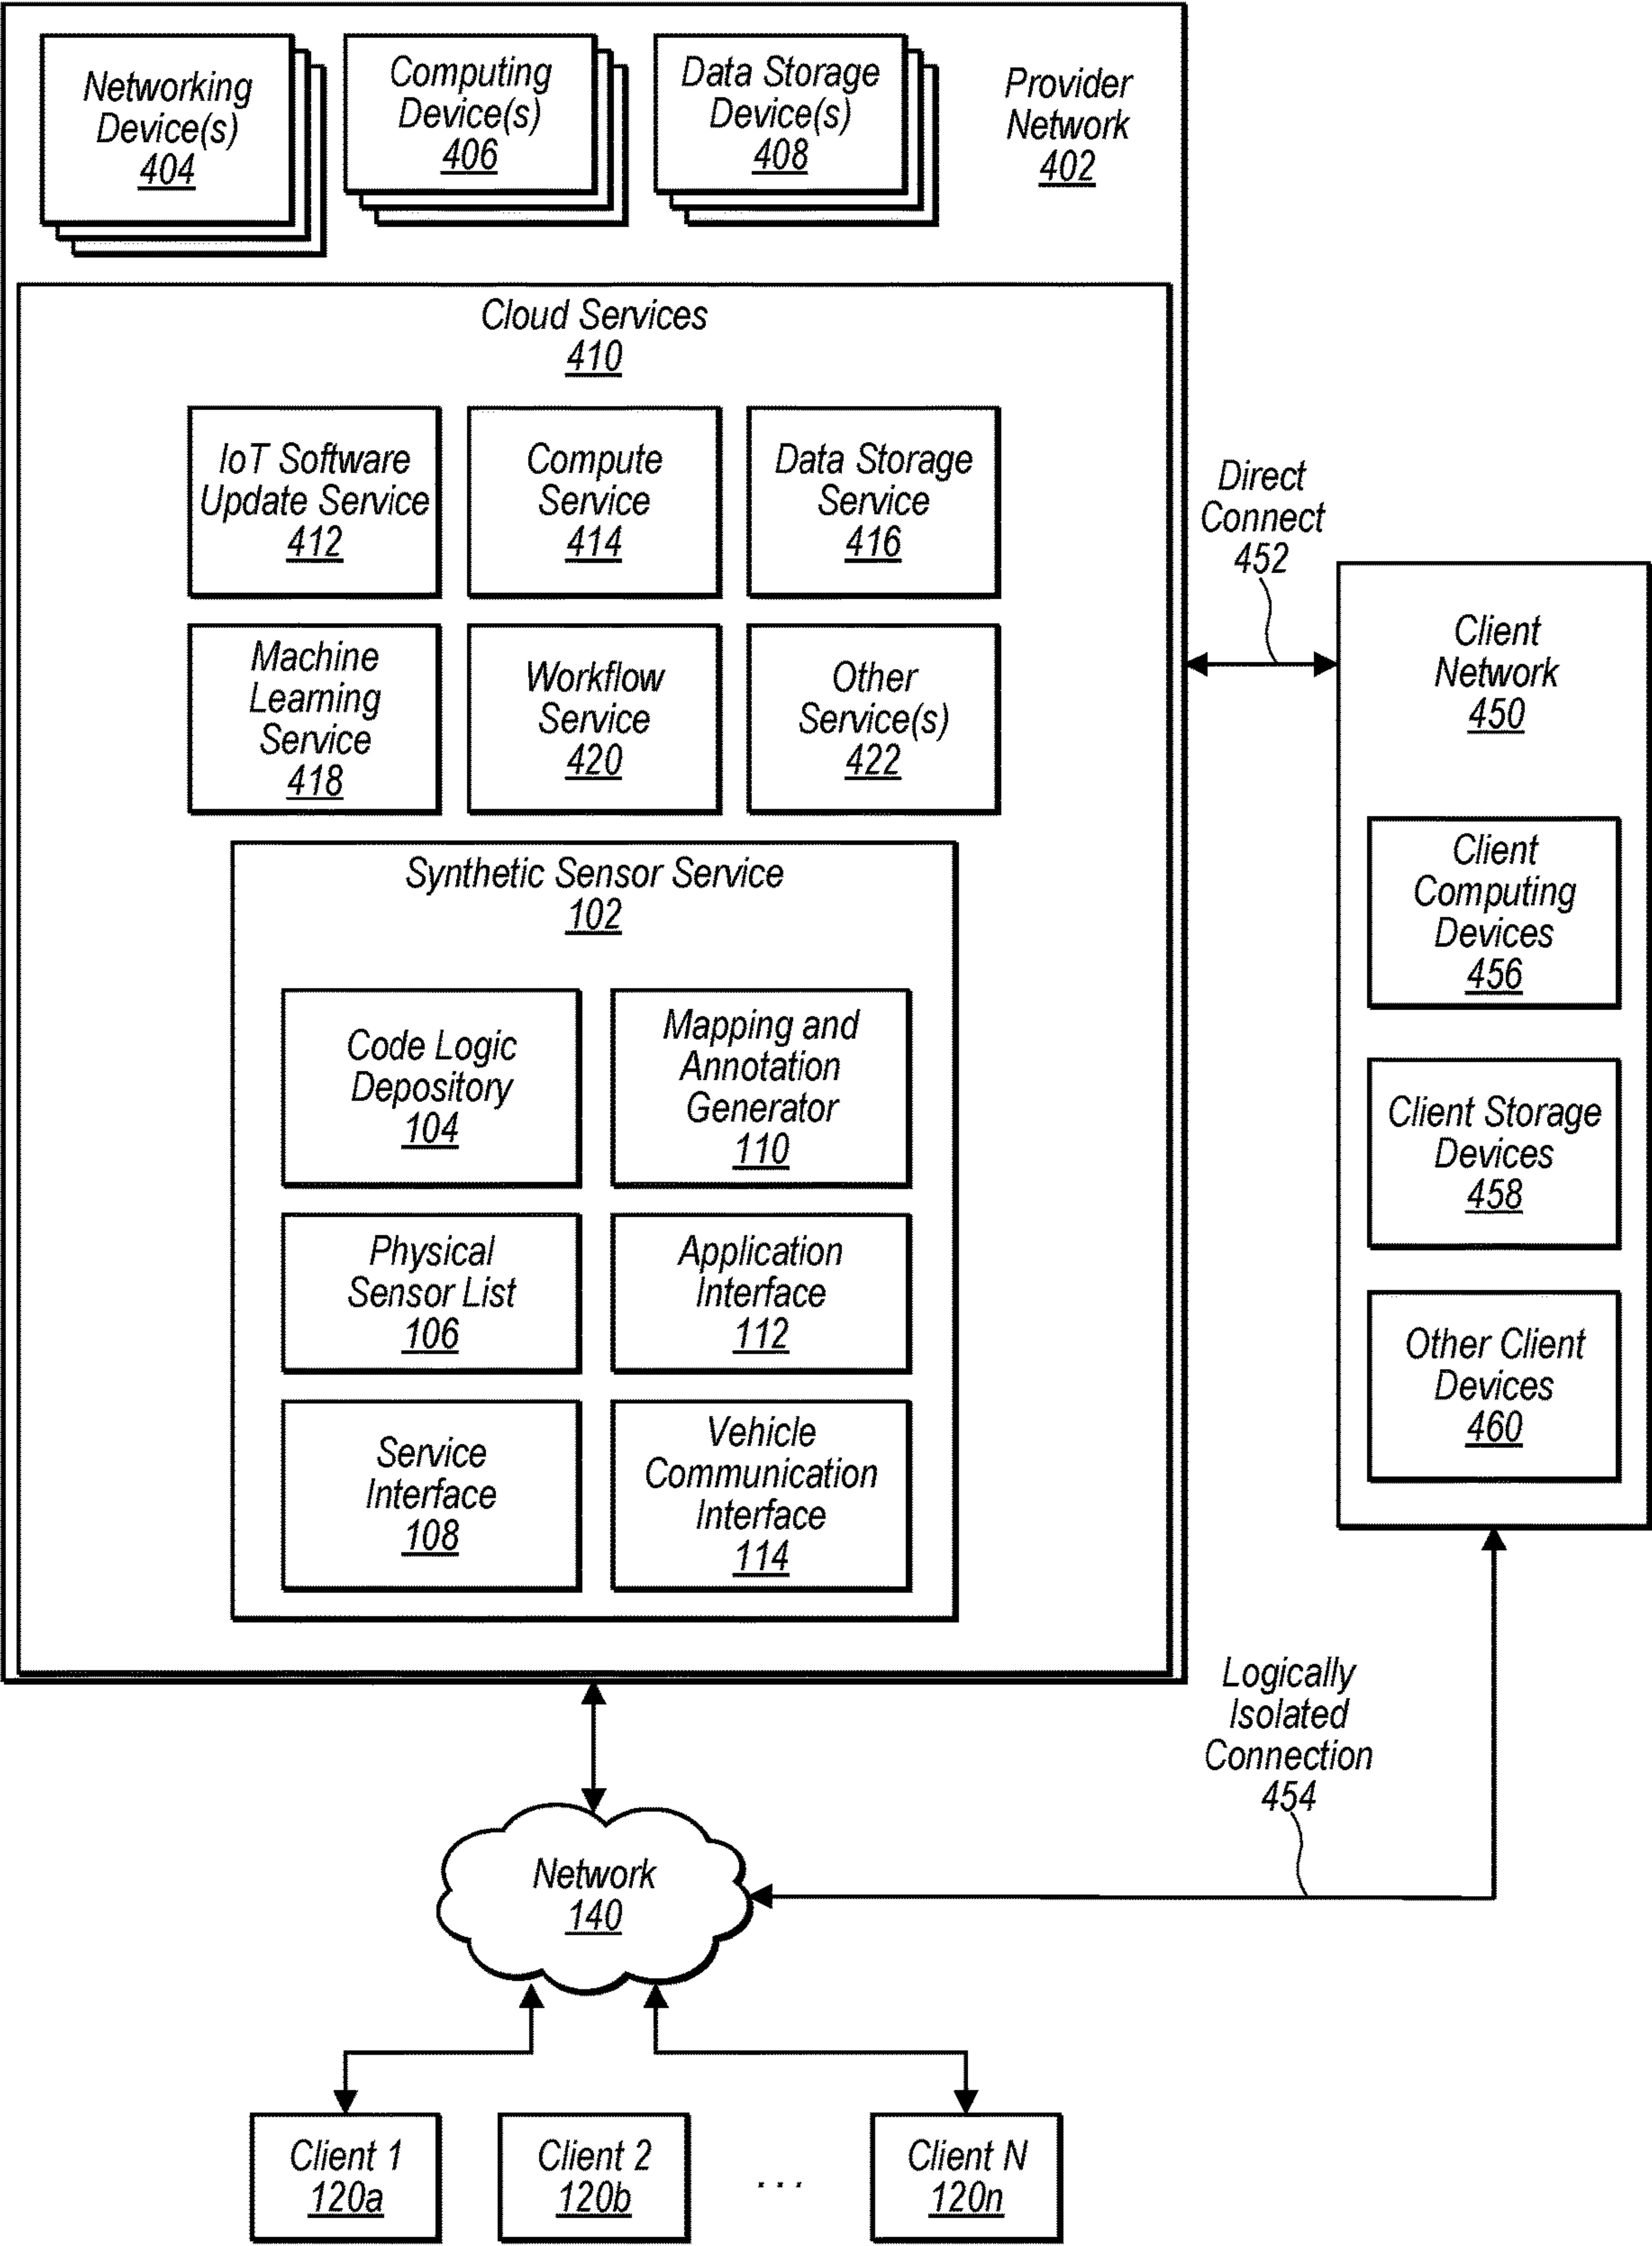 Networking
Device(s)
404
Computing
Device(s)
406
Data Storage
Device(s)
408
Provider
Network
402
Cloud Services
410
IoT Software
Update Service
412
Compute
Service
414
Data Storage
Service
416
Machine
Learning
Service
418
Workflow
Service
420
Other
Service(s)
422
Synthetic Sensor Service
102
Code Logic
Depository
104
Mapping and
Annotation
Generator
110
Physical
Sensor List
106
Application
Interface
112
Service
Interface
108
Vehicle
Communication
Interface
114
Direct
Connect
452
Client
Network
450
Client
Computing
Devices
456
Client Storage
Devices
458
Other Client
Devices
460
Logically
Isolated
Connection
454
Network
140
Client 1
120a
Client 2
120b
. . .
Client N
120n